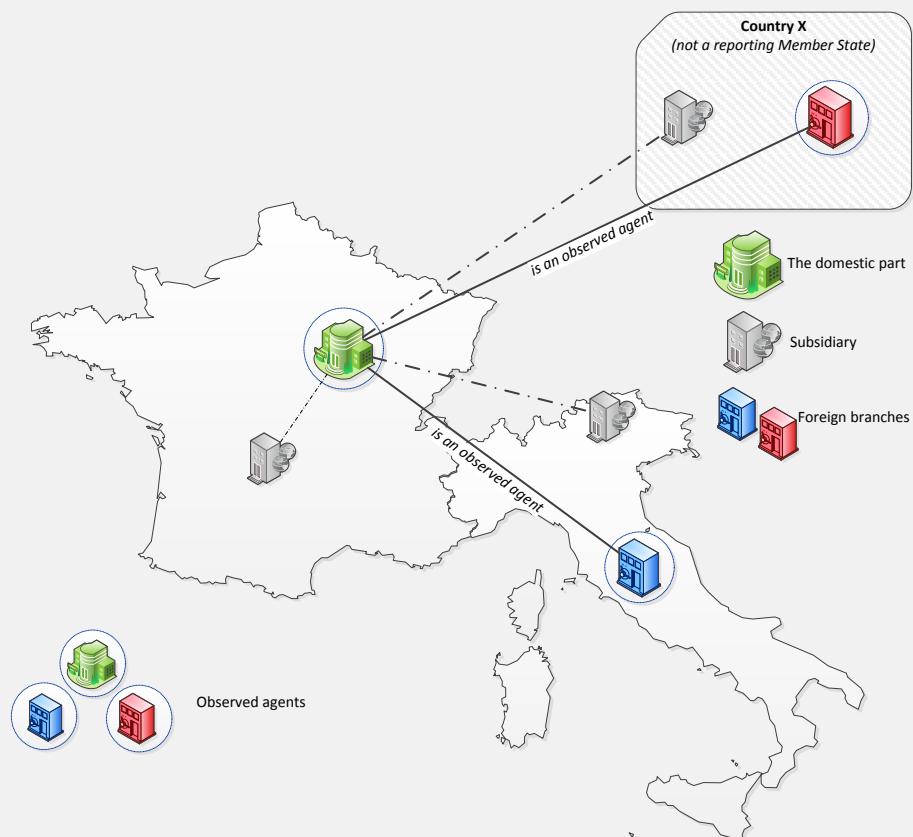 Country X
(not a reporting Member State)
is an observed agent
The domestic part
Subsidiary
Foreign branches
is an observed agent
Observed agents